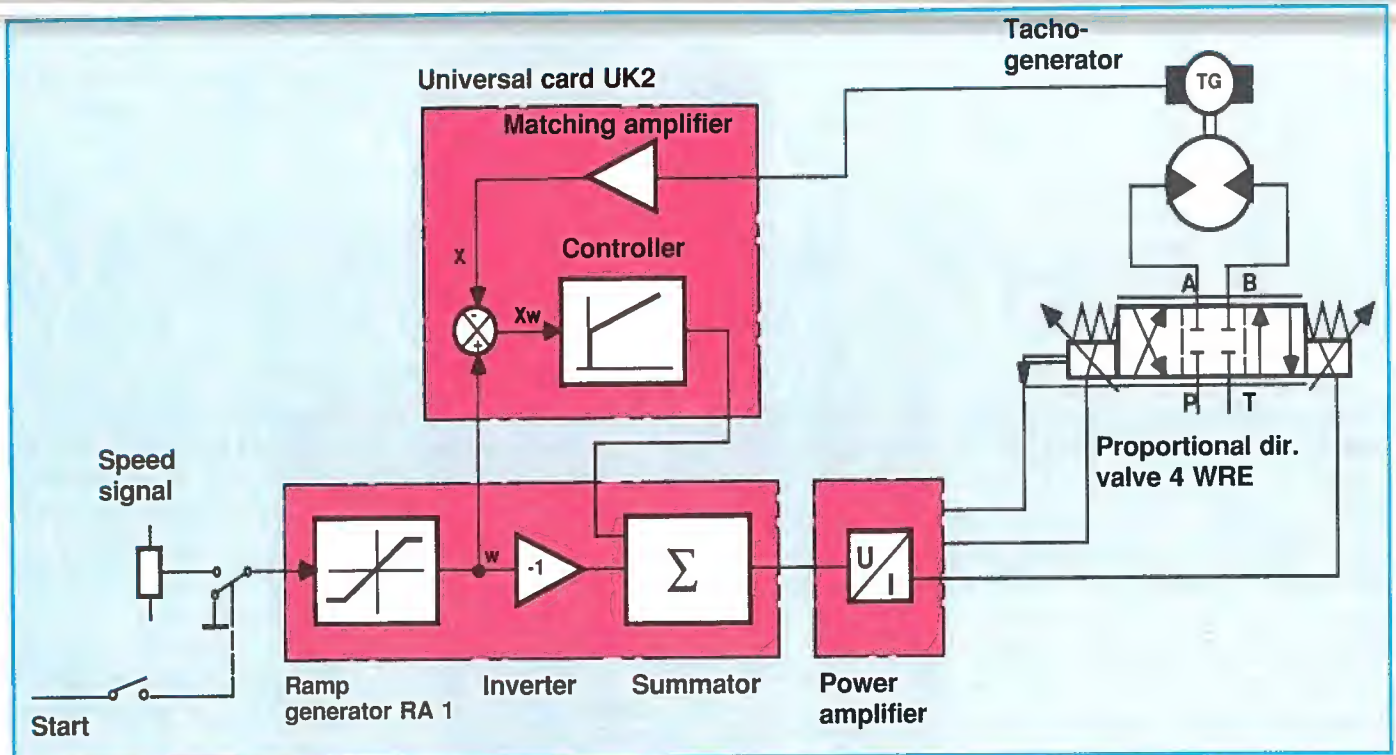 Tacho-
generator
TG
Universal card UK2
Matching amplifier
Controller
X
-
Xw
+
A B
P T
Proportional dir.
valve 4 WRE
Speed
signal
w
-1
Σ
U
I
Ramp
generator RA 1
Inverter
Summator
Power
amplifier
Start